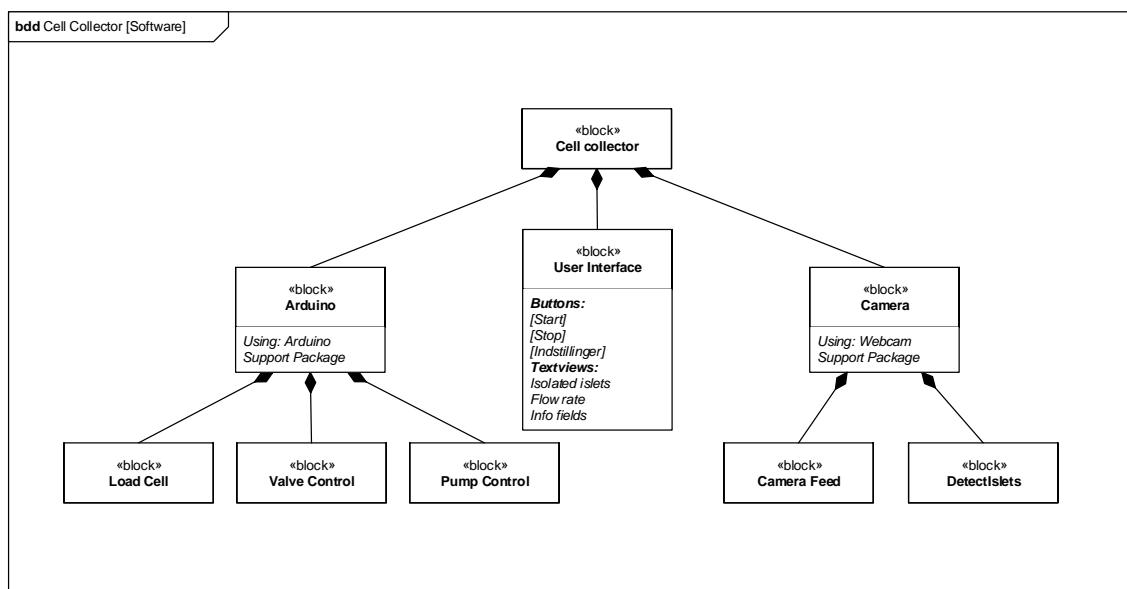 bdd Cell Collector [Software]
«block»
Cell collector
«block»
Arduino
Using: Arduino
Support Package
«block»
User Interface
Buttons:
[Start]
[Stop]
[Indstillinger]
Textviews:
Isolated islets
Flow rate
Info fields
«block»
Camera
Using: Webcam
Support Package
«block»
Load Cell
«block»
Valve Control
«block»
Pump Control
«block»
Camera Feed
«block»
DetectIslets